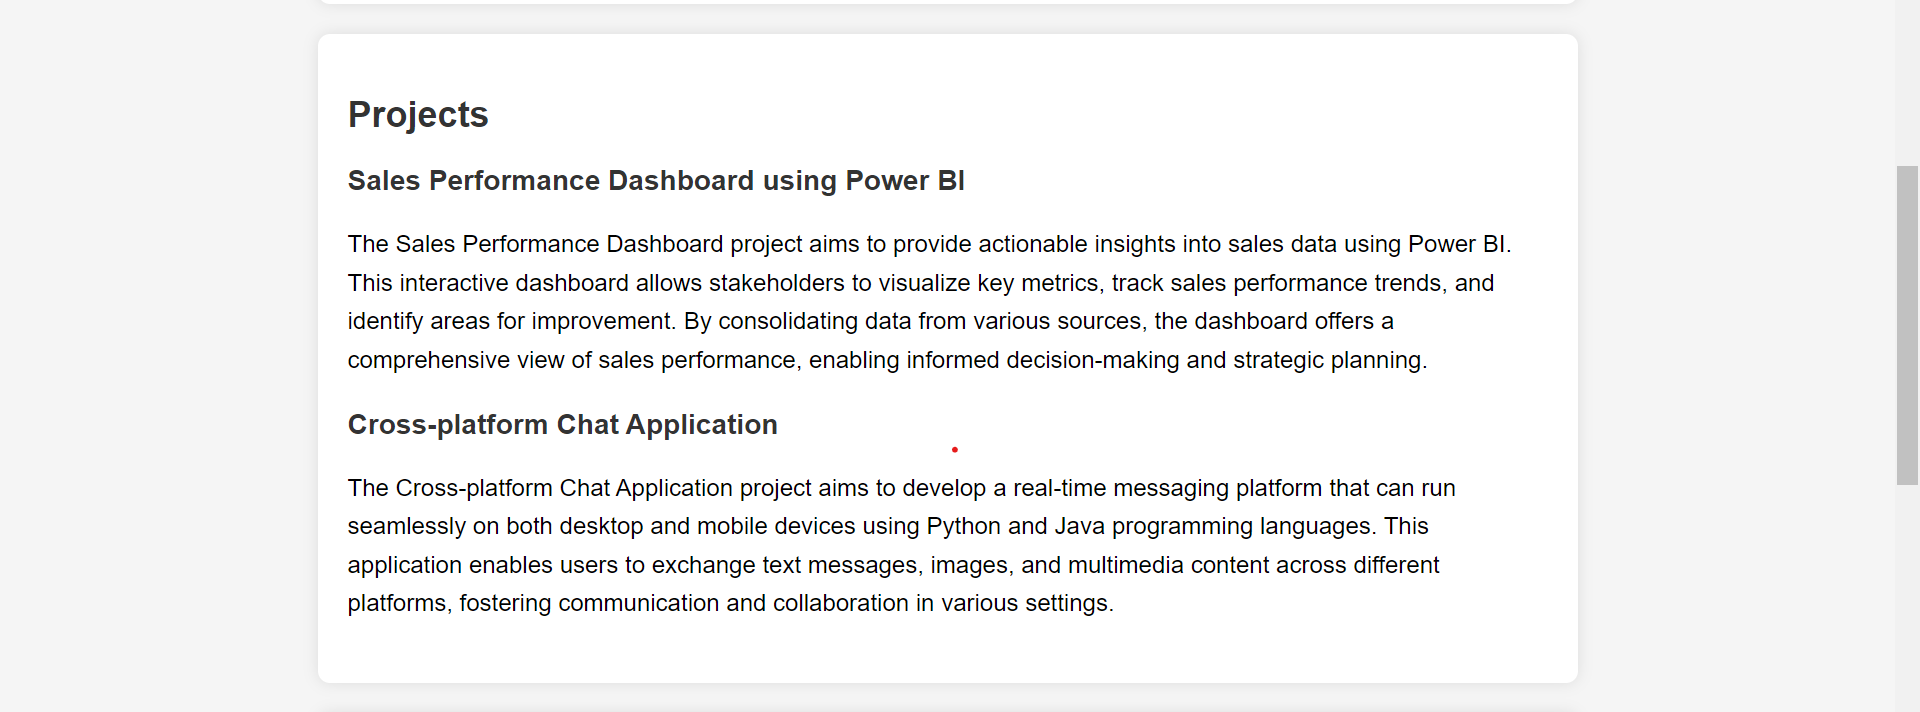 Projects
Sales Performance Dashboard using Power BI
The Sales Performance Dashboard project aims to provide actionable insights into sales data using Power BI.
This interactive dashboard allows stakeholders to visualize key metrics, track sales performance trends, and
identify areas for improvement. By consolidating data from various sources, the dashboard offers a
comprehensive view of sales performance, enabling informed decision-making and strategic planning.
Cross-platform Chat Application
The Cross-platform Chat Application project aims to develop a real-time messaging platform that can run
seamlessly on both desktop and mobile devices using Python and Java programming languages. This
application enables users to exchange text messages, images, and multimedia content across different
platforms, fostering communication and collaboration in various settings.